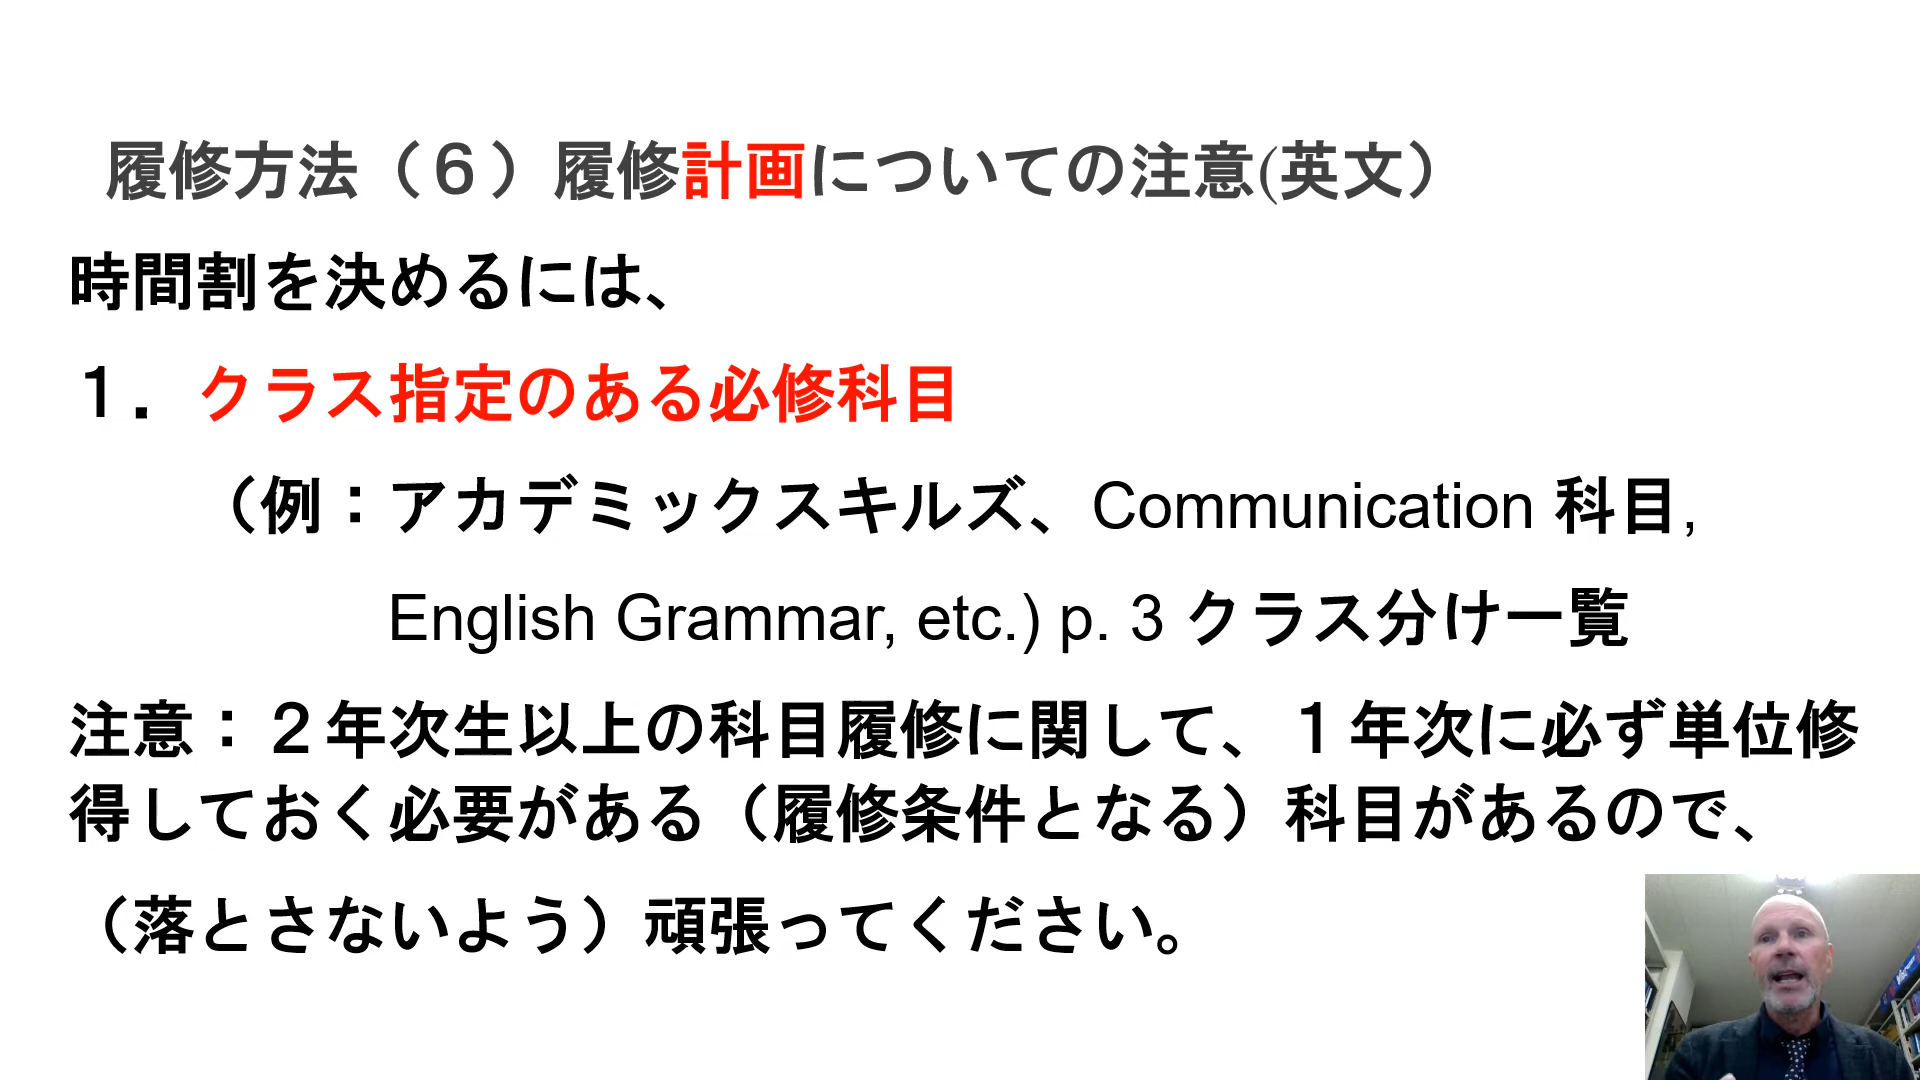 履修方法（６）履修計画についての注意(英文）
時間割を決めるには、
１．クラス指定のある必修科目
（例：アカデミックスキルズ、Communication 科目,
English Grammar, etc.) p. 3 クラス分け一覧
注意：２年次生以上の科目履修に関して、１年次に必ず単位修
得しておく必要がある（履修条件となる）科目があるので、
（落とさないよう）頑張ってください。